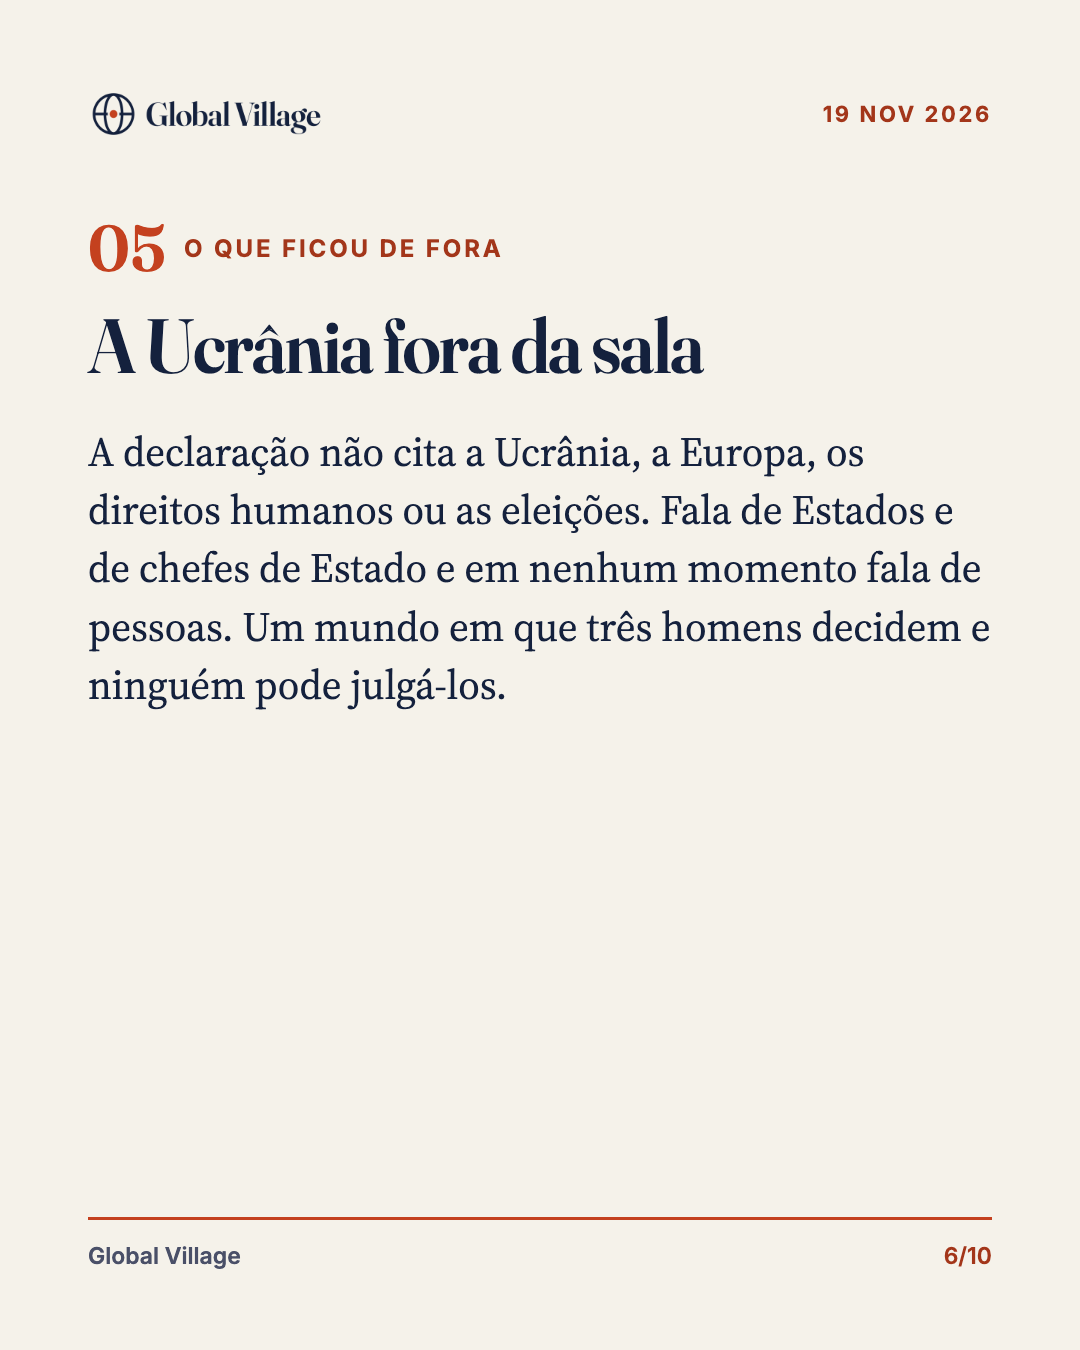 Global Village
19 NOV 2026
05 O QUE FICOU DE FORA
A Ucrânia fora da sala
A declaração não cita a Ucrânia, a Europa, os
direitos humanos ou as eleições. Fala de Estados e
de chefes de Estado e em nenhum momento fala de
pessoas. Um mundo em que três homens decidem e
ninguém pode julgá-los.
Global Village
6/10